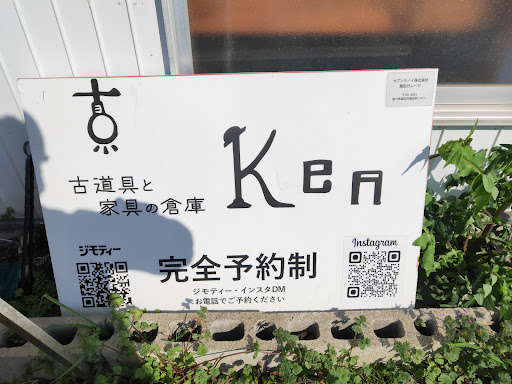 古
Ken
古道具と
家具の倉庫
ジモティー
完全予約制
ジモティー・インスタDM
お電話でご予約ください
Instagram